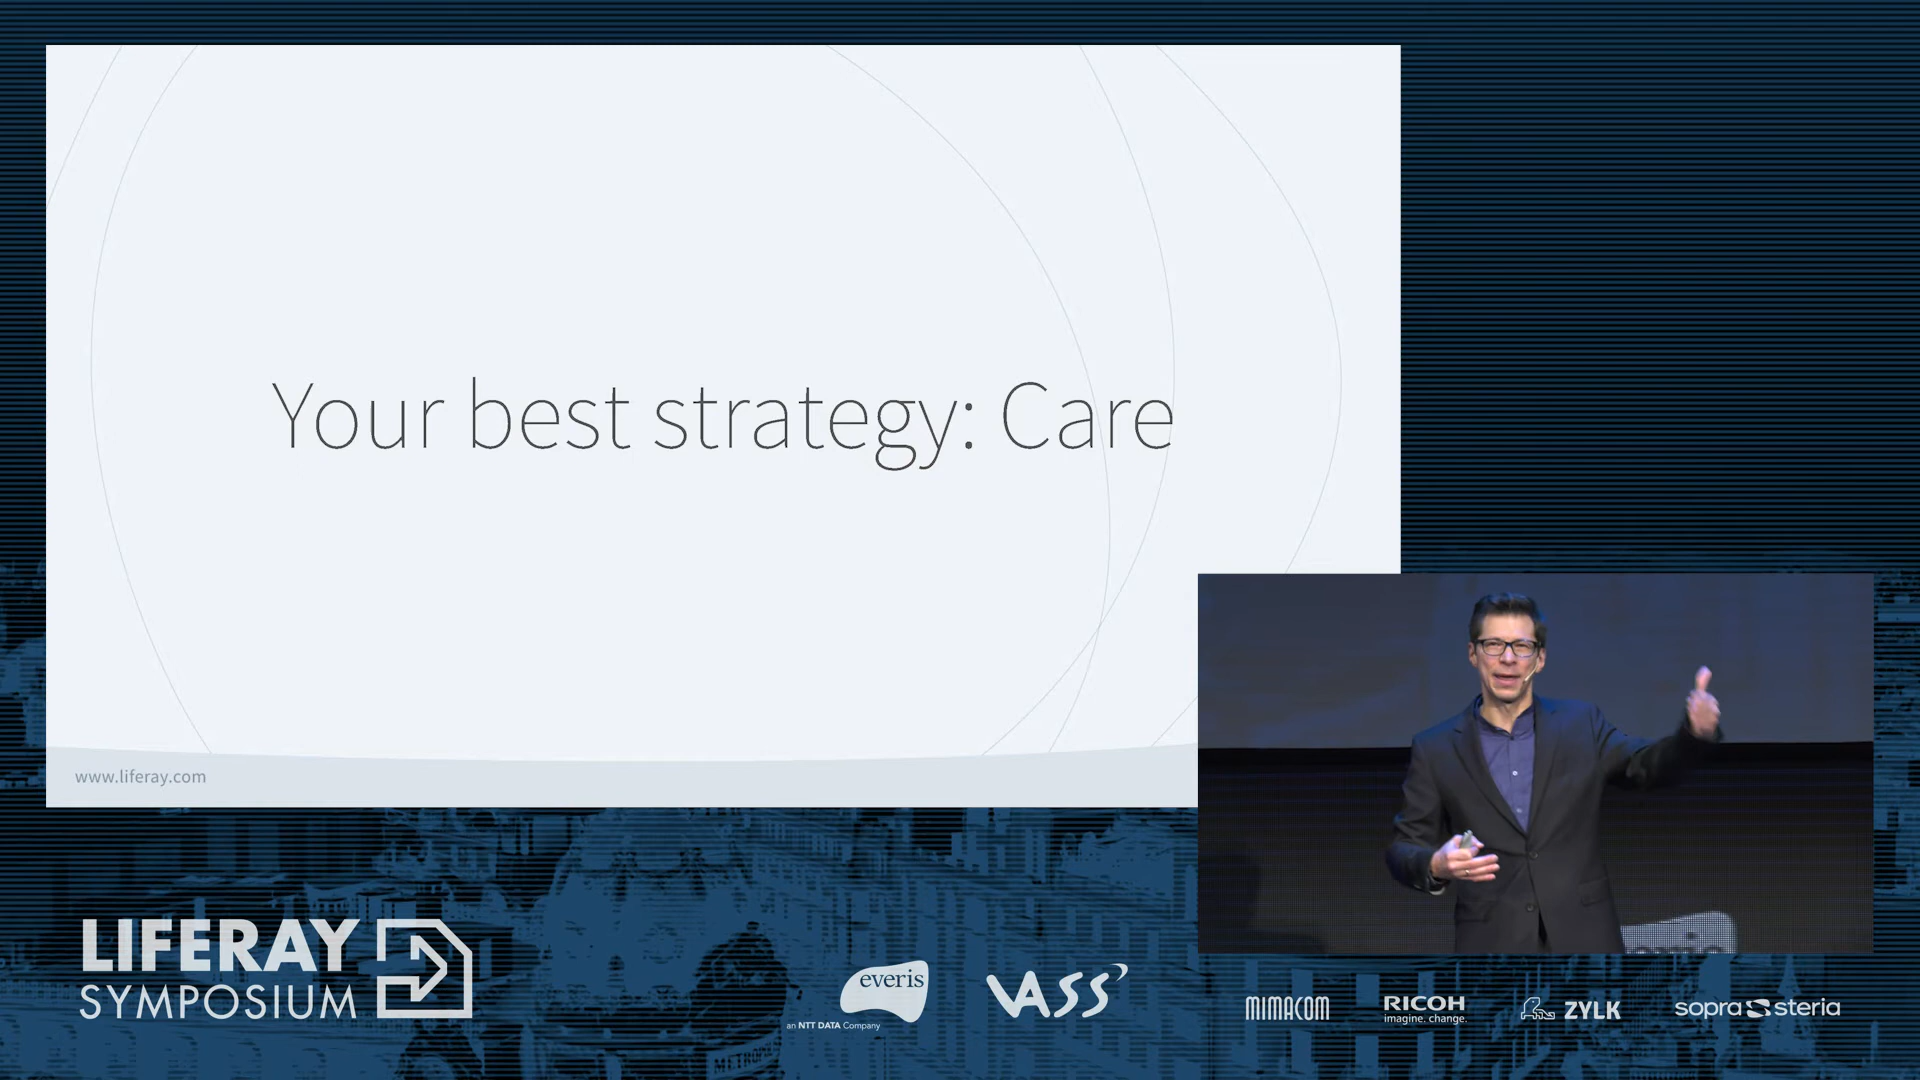 Your best strategy: Care
www.liferay.com
LIFERAY
SYMPOSIUM
everis
an NTT DATA Company
VASS
MIMACOM
RICOH
imagine. change.
ZYLK
sopra steria
METROPOL